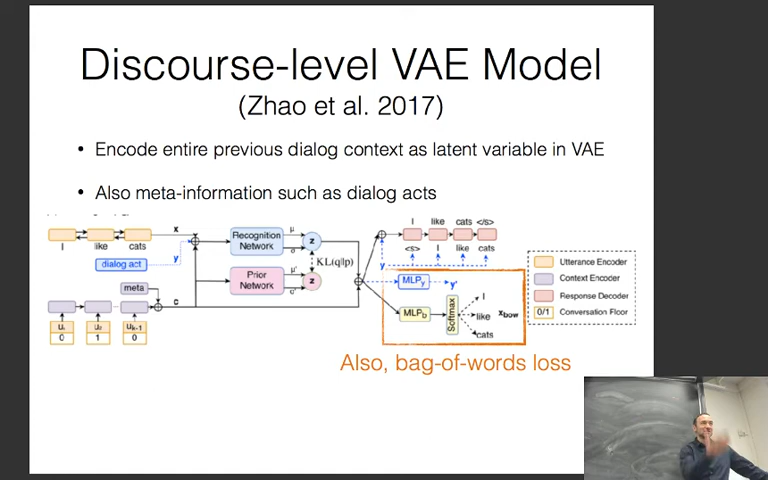 Discourse-level VAE Model
(Zhao et al. 2017)
• Encode entire previous dialog context as latent variable in VAE
• Also meta-information such as dialog acts
I like cats
x
dialog act
y
meta
c
u₁ u₂ uₖ₋₁
0 1 0
Recognition
Network
μ
σ
z
KL(q||p)
Prior
Network
μ'
σ'
z
I like cats </s>
<s> I like cats
y
MLPy
y'
MLPb
Softmax
I
like
cats
xbow
Utterance Encoder
Context Encoder
Response Decoder
0/1 Conversation Floor
Also, bag-of-words loss